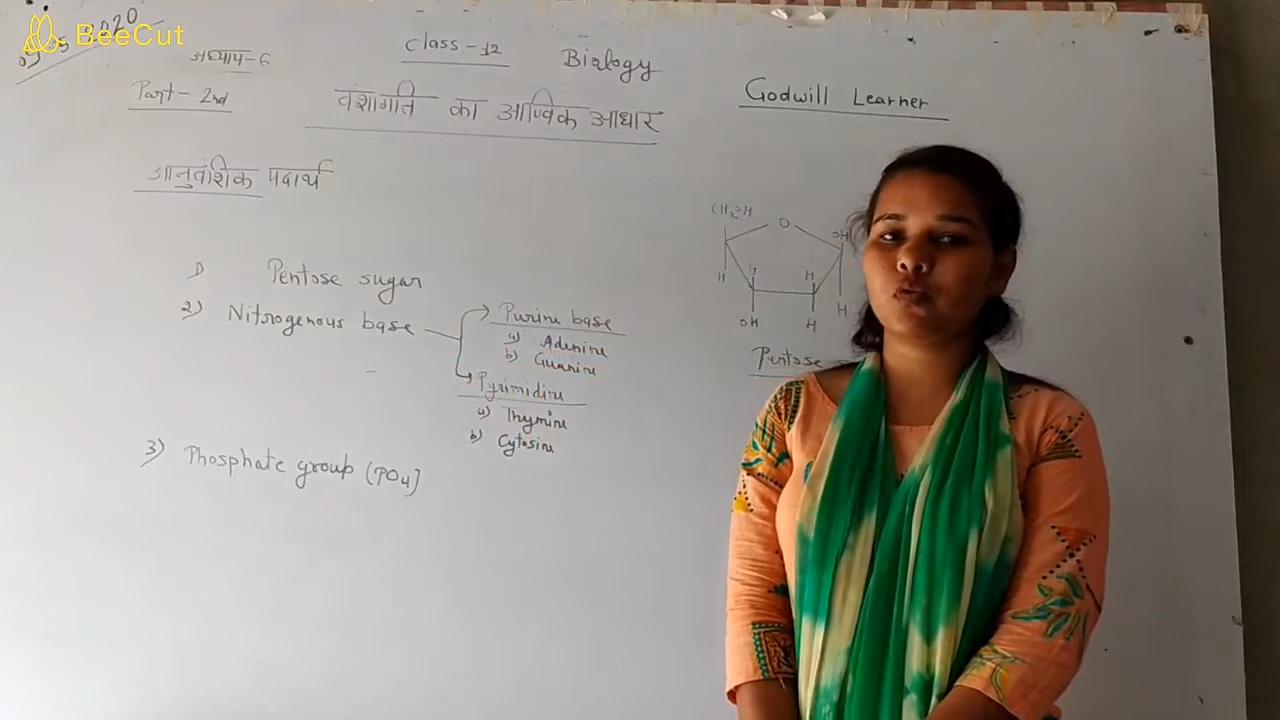 BeeCut
2020
अध्याय-6
Class-12
Biology
Part-2nd
वंशागति का आण्विक आधार
Godwill Learner
आनुवंशिक पदार्थ
1) Pentose sugar
2) Nitrogenous base
Purine base
a) Adenine
b) Guanine
Pyrimidine
a) Thymine
b) Cytosine
3) Phosphate group (PO4)
CH2OH
O
OH
H
H
H
H
OH
H
Pentose